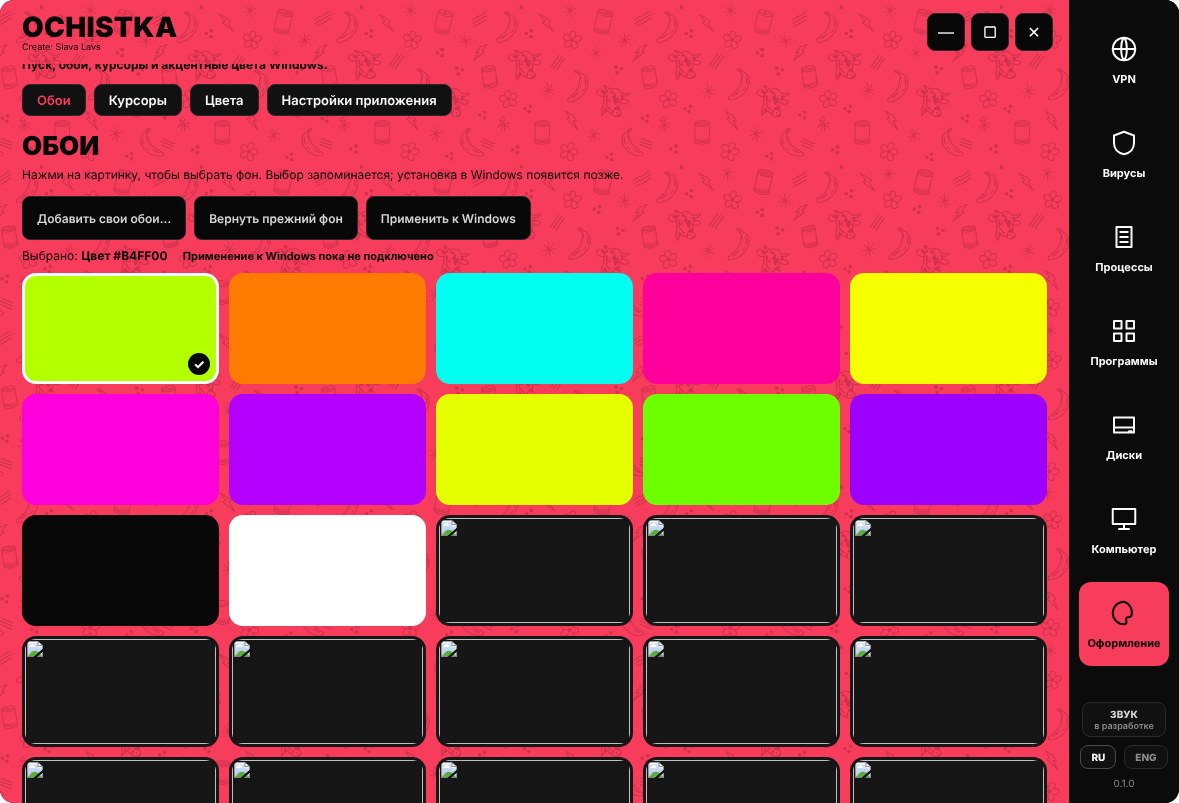 OCHISTKA
Create: Slava Lavs
Пуск, обои, курсоры и акцентные цвета Windows.
Обои
Курсоры
Цвета
Настройки приложения
ОБОИ
Нажми на картинку, чтобы выбрать фон. Выбор запоминается; установка в Windows появится позже.
Добавить свои обои...
Вернуть прежний фон
Применить к Windows
Выбрано: Цвет #B4FF00 Применение к Windows пока не подключено
VPN
Вирусы
Процессы
Программы
Диски
Компьютер
Оформление
ЗВУК
в разработке
RU
ENG
0.1.0